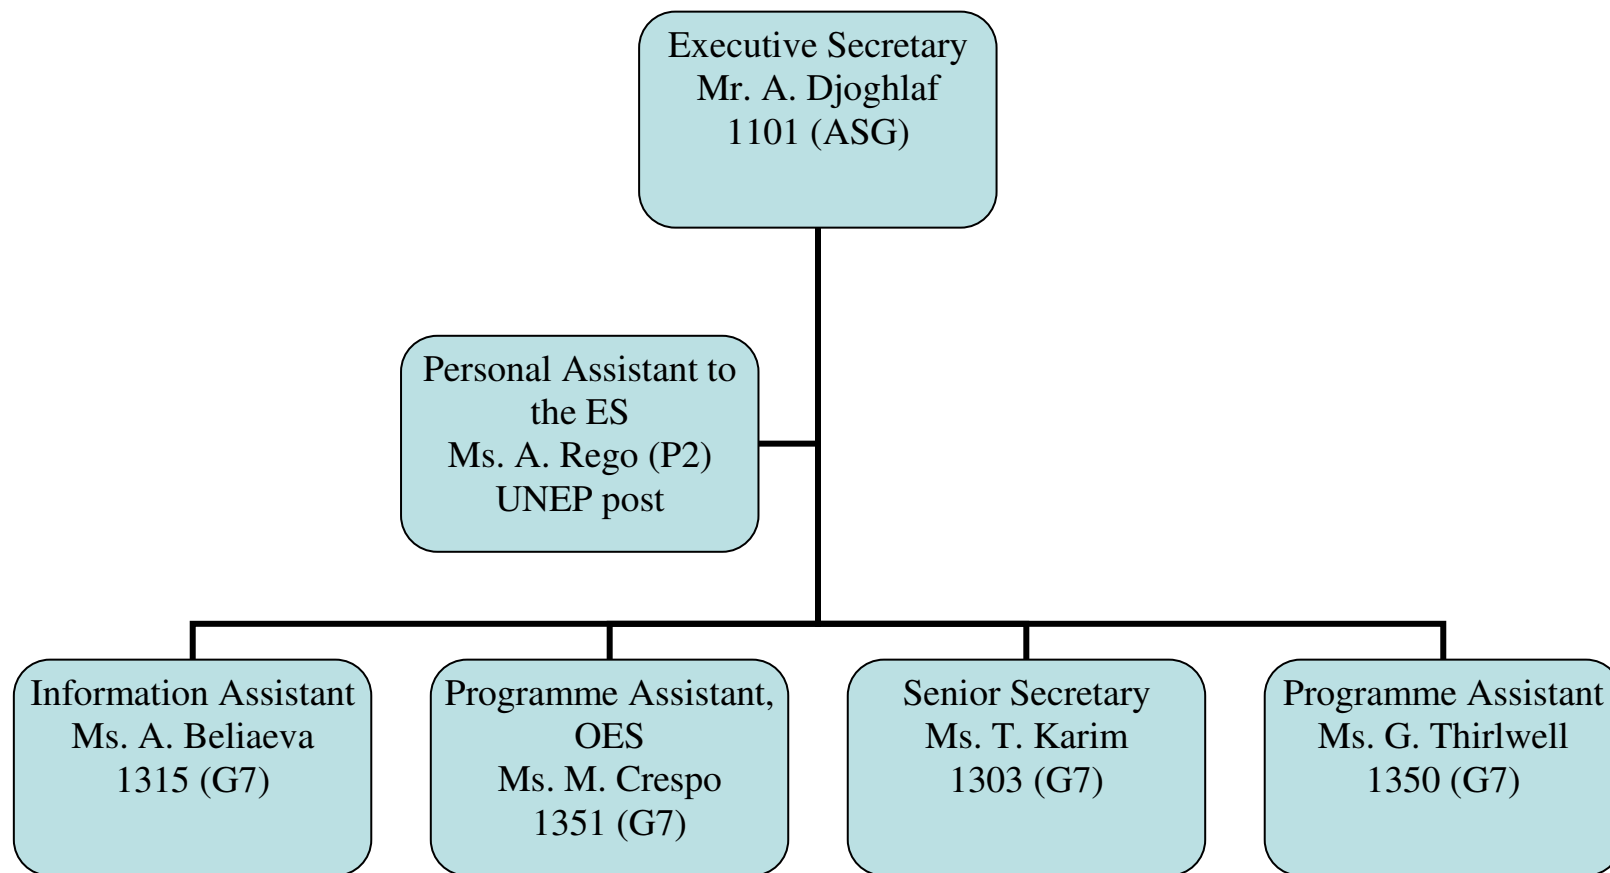 Executive Secretary
Mr. A. Djoghlaf
1101 (ASG)
Personal Assistant to
the ES
Ms. A. Rego (P2)
UNEP post
Information Assistant
Ms. A. Beliaeva
1315 (G7)
Programme Assistant,
OES
Ms. M. Crespo
1351 (G7)
Senior Secretary
Ms. T. Karim
1303 (G7)
Programme Assistant
Ms. G. Thirlwell
1350 (G7)